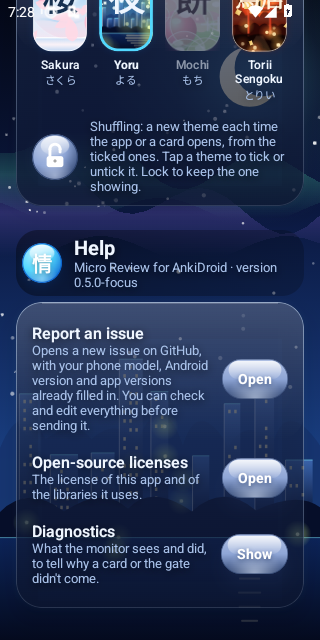 7:28
桜
夜
餅
Sakura
さくら
Yoru
よる
Mochi
もち
Torii
Sengoku
とりい
Shuffling: a new theme each time
the app or a card opens, from the
ticked ones. Tap a theme to tick or
untick it. Lock to keep the one
showing.
情
Help
Micro Review for AnkiDroid · version
0.5.0-focus
Report an issue
Opens a new issue on GitHub,
with your phone model, Android
version and app versions
already filled in. You can check
and edit everything before
sending it.
Open
Open-source licenses
The license of this app and of
the libraries it uses.
Open
Diagnostics
What the monitor sees and did,
to tell why a card or the gate
didn't come.
Show